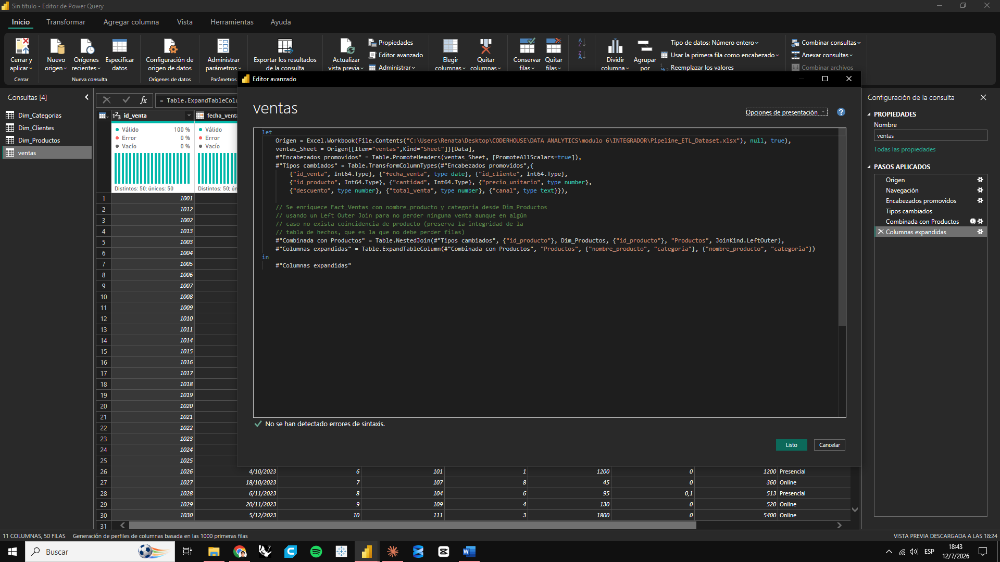 Sin título - Editor de Power Query
Inicio
Transformar
Agregar columna
Vista
Herramientas
Ayuda
Cerrar y aplicar
Nuevo origen
Orígenes recientes
Especificar datos
Configuración de origen de datos
Administrar parámetros
Exportar los resultados de la consulta
Actualizar vista previa
Propiedades
Editor avanzado
Administrar
Elegir columnas
Quitar columnas
Conservar filas
Quitar filas
Dividir columna
Agrupar por
Tipo de datos: Número entero
Usar la primera fila como encabezado
Reemplazar los valores
Combinar consultas
Anexar consultas
Combinar archivos
Cerrar
Nueva consulta
Orígenes de datos
Parámetros
Consultas [4]
Dim_Categorias
Dim_Clientes
Dim_Productos
ventas
= Table.ExpandTableColu
1²3 id_venta
fecha_venta
Válido 100 %
Error 0 %
Vacío 0 %
Distintos: 50; únicos: 50
Válido
Error
Vacío
Distintos: 50; ún
1 1001
2 1012
3 1002
4 1013
5 1003
6 1004
7 1005
8 1006
9 1007
10 1008
11 1009
12 1010
13 1011
14 1014
15 1015
16 1016
17 1017
18 1018
19 1019
20 1020
21 1021
22 1022
23 1023
24 1024
25 1025
26 1026 4/10/2023 6 101 1 1200 0 1200 Presencial
27 1027 18/10/2023 7 107 8 45 0 360 Online
28 1028 6/11/2023 8 104 6 95 0,1 513 Presencial
29 1029 20/11/2023 9 109 4 130 0 520 Online
30 1030 5/12/2023 10 111 3 1800 0 5400 Online
31
Editor avanzado
ventas
Opciones de presentación
let
Origen = Excel.Workbook(File.Contents("C:\Users\Renata\Desktop\CODERHOUSE\DATA ANALYTICS\modulo 6\INTEGRADOR\Pipeline_ETL_Dataset.xlsx"), null, true),
ventas_Sheet = Origen{[Item="ventas",Kind="Sheet"]}[Data],
#"Encabezados promovidos" = Table.PromoteHeaders(ventas_Sheet, [PromoteAllScalars=true]),
#"Tipos cambiados" = Table.TransformColumnTypes(#"Encabezados promovidos",{
{"id_venta", Int64.Type}, {"fecha_venta", type date}, {"id_cliente", Int64.Type},
{"id_producto", Int64.Type}, {"cantidad", Int64.Type}, {"precio_unitario", type number},
{"descuento", type number}, {"total_venta", type number}, {"canal", type text}}),
// Se enriquece Fact_Ventas con nombre_producto y categoria desde Dim_Productos
// usando un Left Outer Join para no perder ninguna venta aunque en algún
// caso no exista coincidencia de producto (preserva la integridad de la
// tabla de hechos, que es la que no debe perder filas)
#"Combinada con Productos" = Table.NestedJoin(#"Tipos cambiados", {"id_producto"}, Dim_Productos, {"id_producto"}, "Productos", JoinKind.LeftOuter),
#"Columnas expandidas" = Table.ExpandTableColumn(#"Combinada con Productos", "Productos", {"nombre_producto", "categoria"}, {"nombre_producto", "categoria"})
in
#"Columnas expandidas"
No se han detectado errores de sintaxis.
Listo
Cancelar
Configuración de la consulta
PROPIEDADES
Nombre
ventas
Todas las propiedades
PASOS APLICADOS
Origen
Navegación
Encabezados promovidos
Tipos cambiados
Combinada con Productos
Columnas expandidas
11 COLUMNAS, 50 FILAS
Generación de perfiles de columnas basada en las 1000 primeras filas
VISTA PREVIA DESCARGADA A LAS 18:24
Buscar
ESP
18:43
12/7/2026